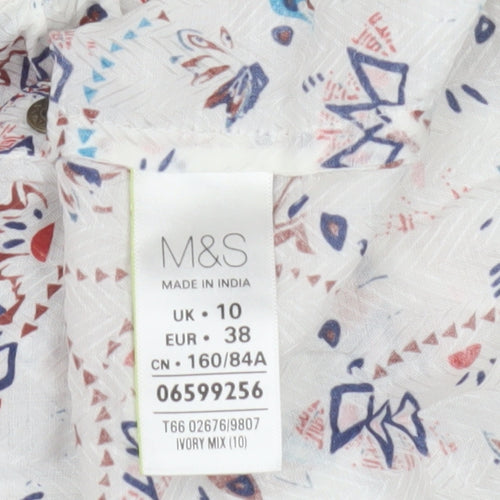 M&S
MADE IN INDIA
UK • 10
EUR • 38
CN • 160/84A
06599256
T66 02676/9807
IVORY MIX (10)